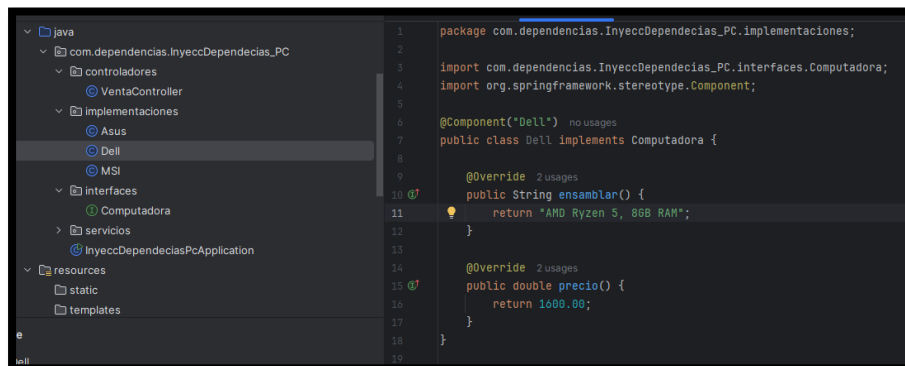 java
com.dependencias.InyeccDependecias_PC
controladores
VentaController
implementaciones
Asus
Dell
MSI
interfaces
Computadora
servicios
InyeccDependeciasPcApplication
resources
static
templates
e
Dell
1 package com.dependencias.InyeccDependecias_PC.implementaciones;
2
3 import com.dependencias.InyeccDependecias_PC.interfaces.Computadora;
4 import org.springframework.stereotype.Component;
5
6 @Component("Dell") no usages
7 public class Dell implements Computadora {
8
9 @Override 2 usages
10 public String ensamblar() {
11 return "AMD Ryzen 5, 8GB RAM";
12 }
13
14 @Override 2 usages
15 public double precio() {
16 return 1600.00;
17 }
18 }
19